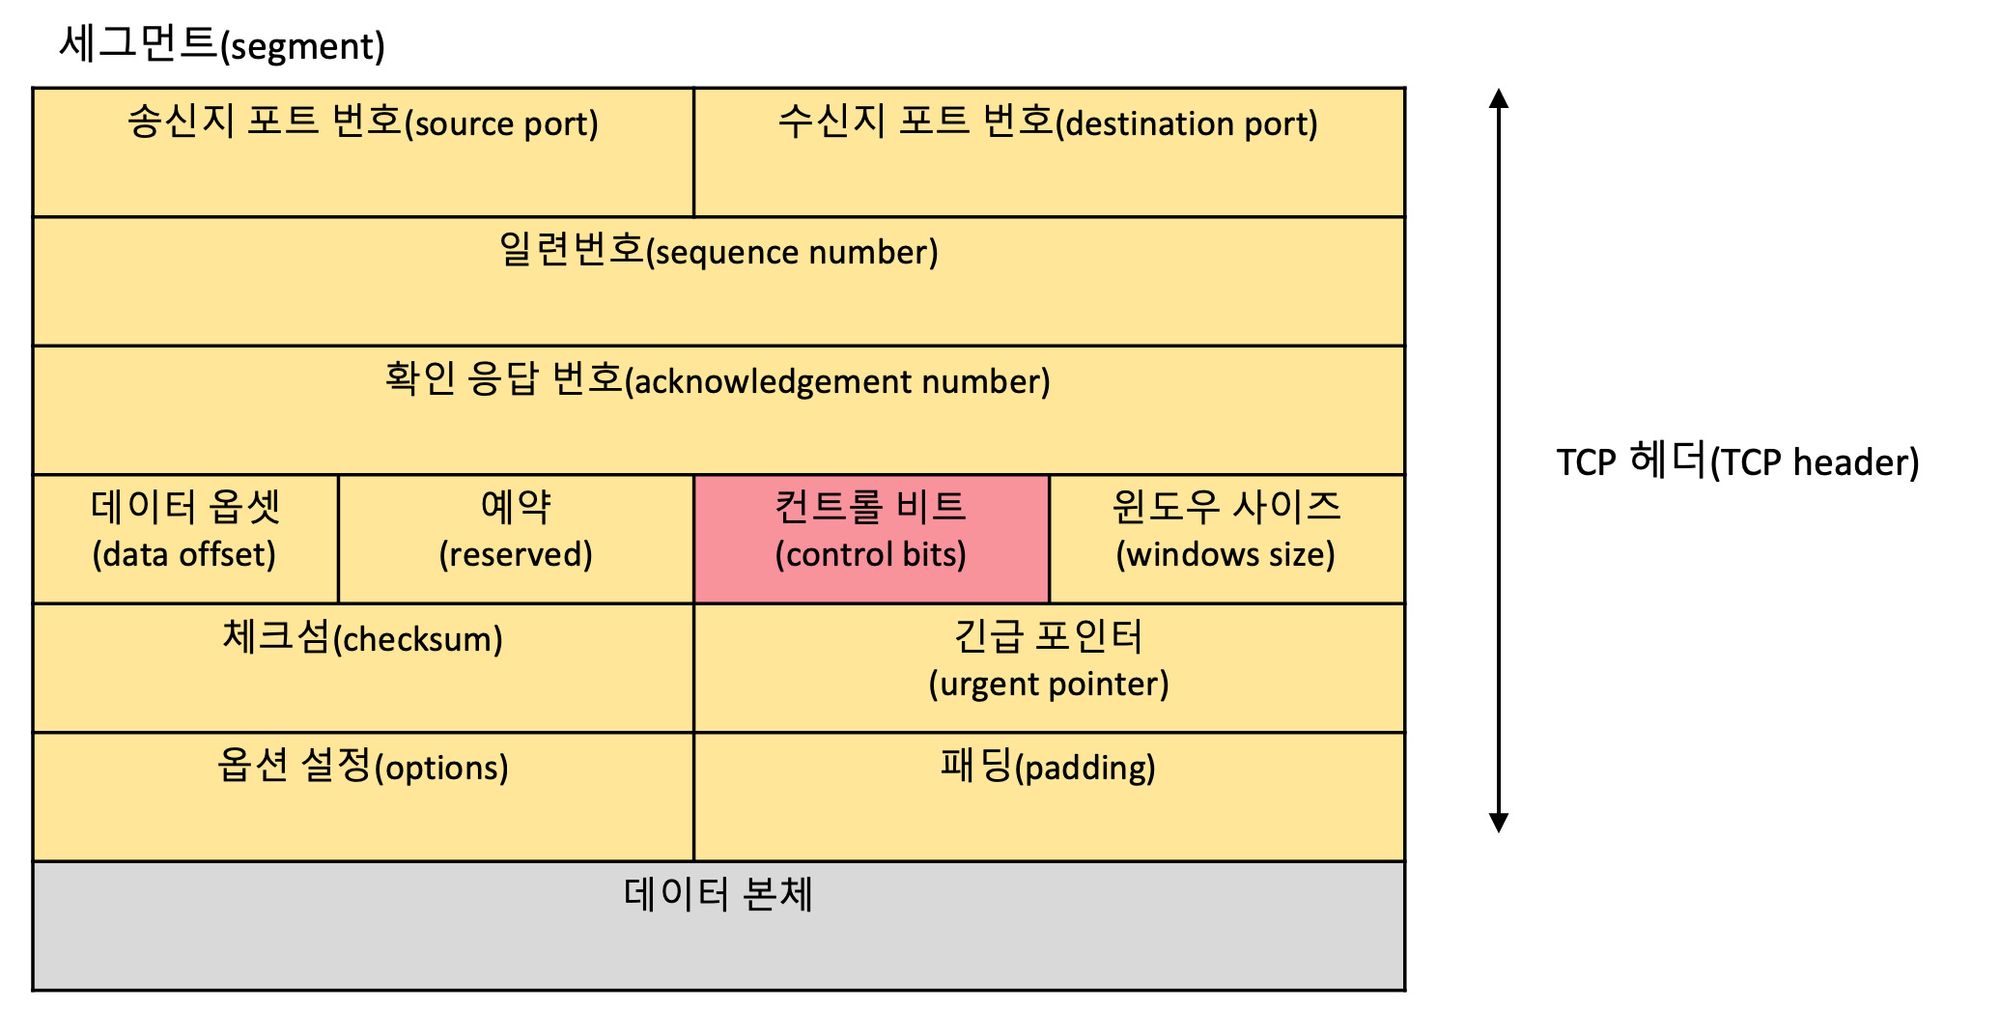 세그먼트(segment)
송신지 포트 번호(source port)
수신지 포트 번호(destination port)
일련번호(sequence number)
확인 응답 번호(acknowledgement number)
데이터 옵셋
(data offset)
예약
(reserved)
컨트롤 비트
(control bits)
윈도우 사이즈
(windows size)
체크섬(checksum)
긴급 포인터
(urgent pointer)
옵션 설정(options)
패딩(padding)
데이터 본체
TCP 헤더(TCP header)